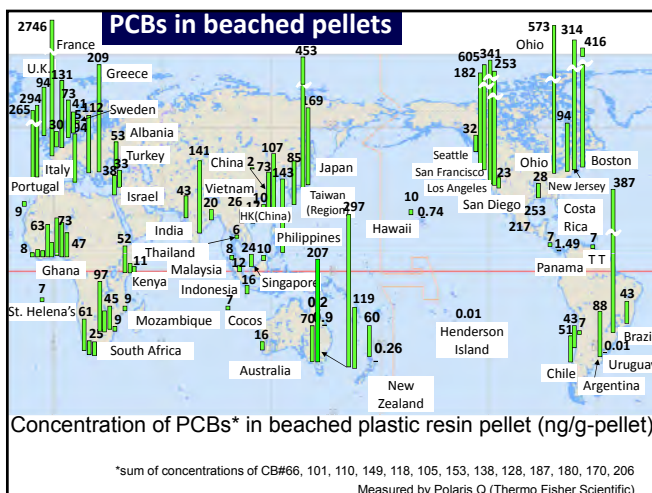 PCBs in beached pellets
2746
573
314
France
Ohio
416
209
453
605
341
U.K.
131
Greece
182
253
94
294
73
265
41
Sweden
169
5
112
30
94
53
Albania
141
107
32
94
Italy
38
33
Turkey
China
2
73
143
85
Japan
Seattle
San Francisco
Los Angeles
23
Ohio
28
Boston
New Jersey
387
Portugal
Israel
43
Vietnam
10
Taiwan
(Region)
297
San Diego
9
20
26
HK(China)
10
0.74
Hawaii
253
217
Costa
Rica
63
73
India
6
Philippines
8
47
52
Thailand
8
24
10
207
7
1.49
7
Ghana
11
Malaysia
12
Panama
T T
Kenya
Singapore
7
97
Indonesia
16
0.2
119
0.01
88
43
St. Helena's
61
45
9
Mozambique
7
Cocos
70
0.9
60
Henderson
Island
43
7
51
Brazi
25
9
16
0.26
0.01
South Africa
Australia
New
Zealand
Chile
Uruguay
Argentina
Concentration of PCBs* in beached plastic resin pellet (ng/g-pellet)
*sum of concentrations of CB#66, 101, 110, 149, 118, 105, 153, 138, 128, 187, 180, 170, 206
Measured by Polaris Q (Thermo Fisher Scientific)